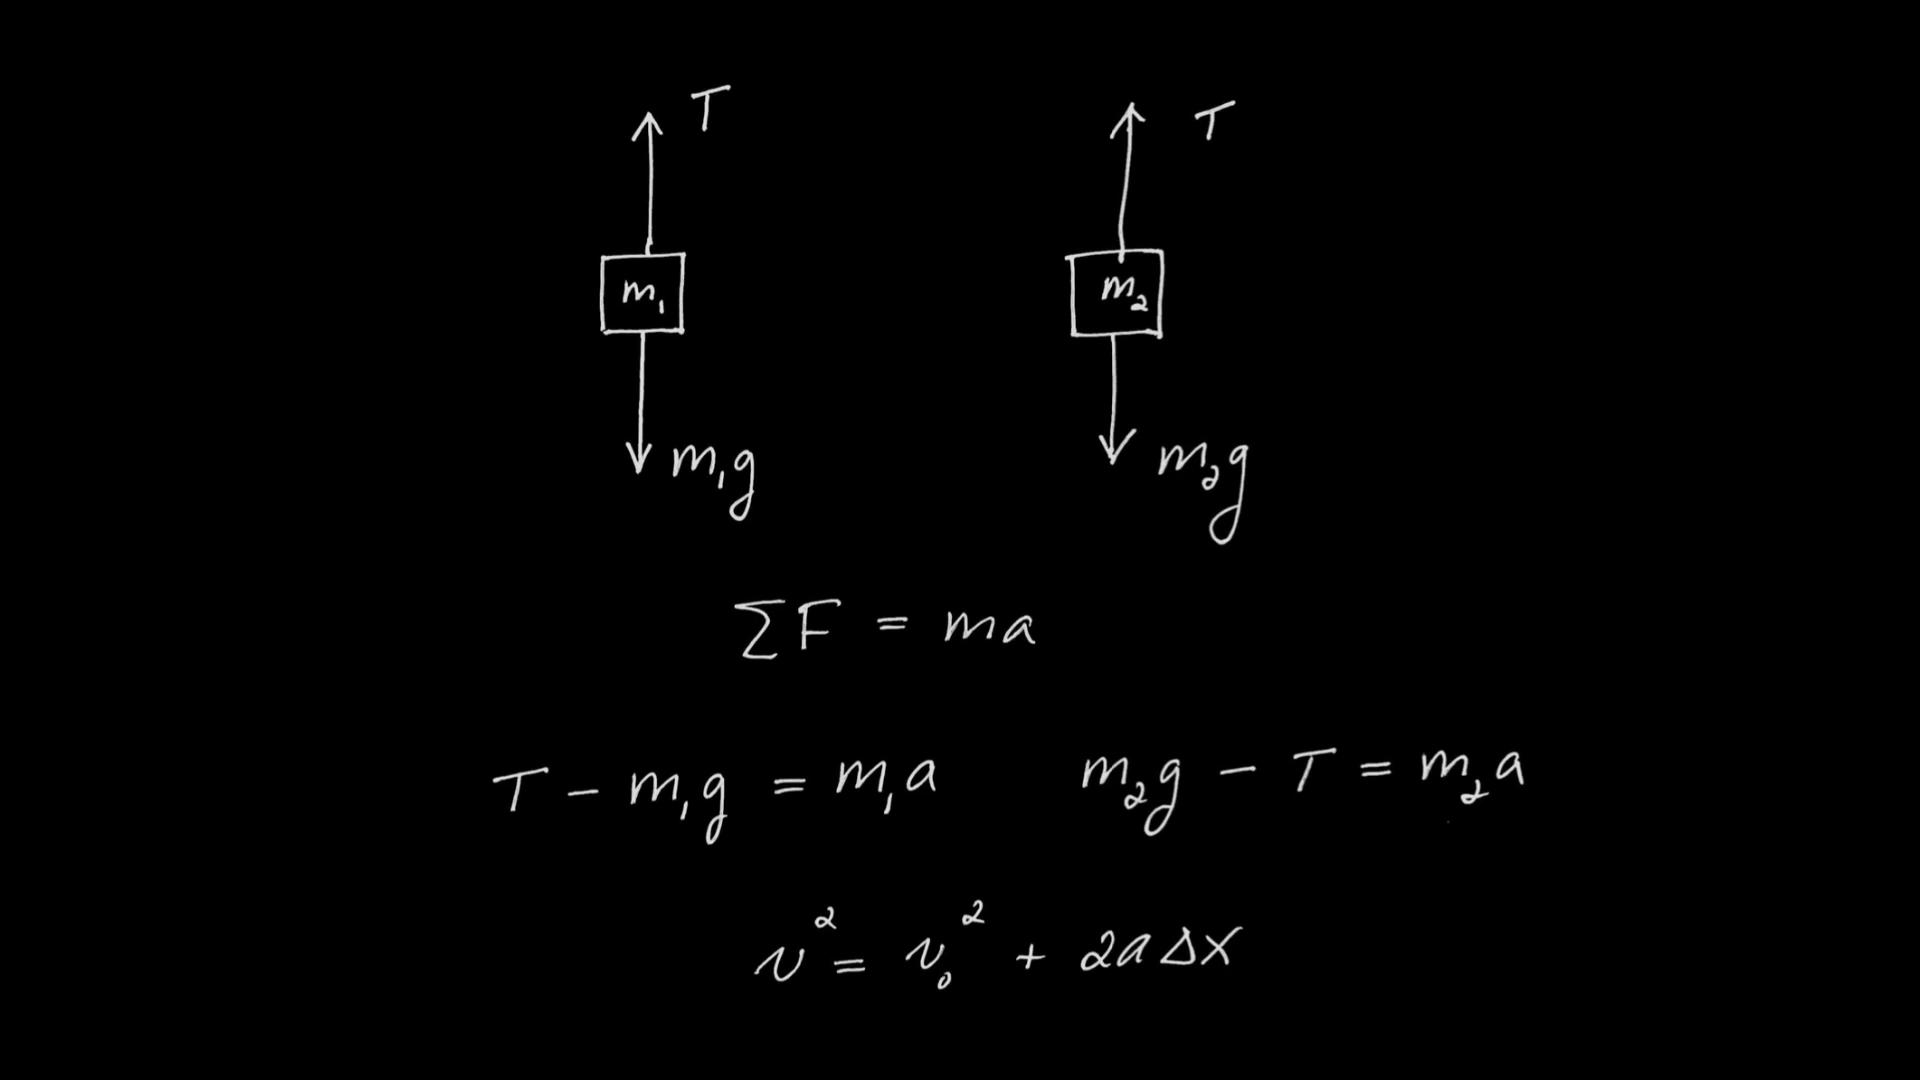 T T
m₁ m₂
m₁g m₂g
ΣF = ma
T - m₁g = m₁a m₂g - T = m₂a
v² = v₀² + 2aΔx